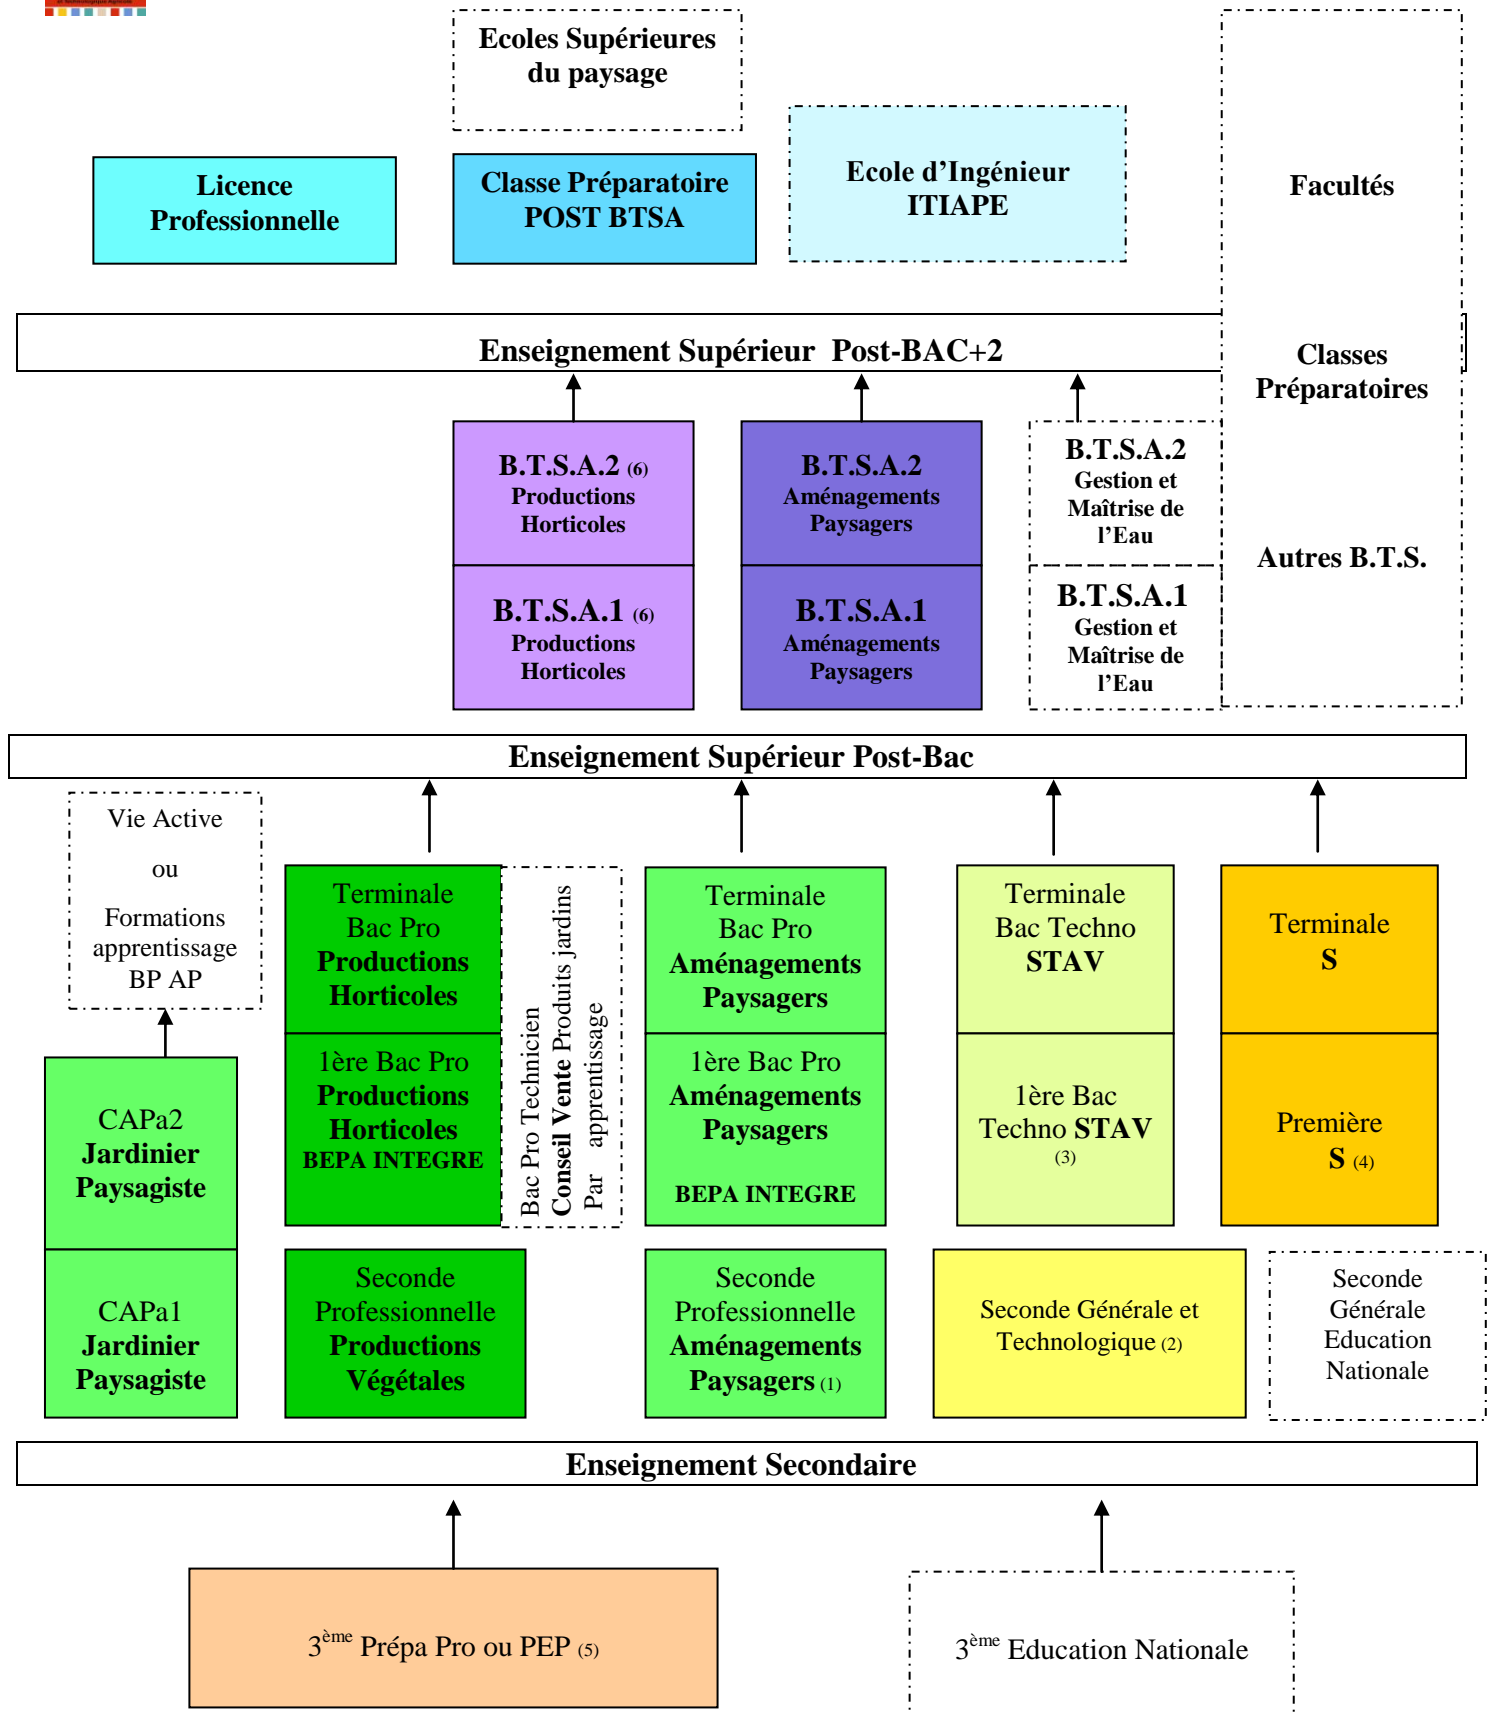 Ecoles Supérieures
du paysage
Licence
Professionnelle
Classe Préparatoire
POST BTSA
Ecole d’Ingénieur
ITIAPE
Facultés
Enseignement Supérieur Post-BAC+2
Classes
Préparatoires
B.T.S.A.2 (6)
Productions
Horticoles
B.T.S.A.2
Aménagements
Paysagers
B.T.S.A.2
Gestion et
Maîtrise de
l’Eau
Autres B.T.S.
B.T.S.A.1 (6)
Productions
Horticoles
B.T.S.A.1
Aménagements
Paysagers
B.T.S.A.1
Gestion et
Maîtrise de
l’Eau
Enseignement Supérieur Post-Bac
Vie Active
ou
Formations
apprentissage
BP AP
Terminale
Bac Pro
Productions
Horticoles
Bac Pro Technicien
Conseil Vente Produits jardins
Par apprentissage
Terminale
Bac Pro
Aménagements
Paysagers
Terminale
Bac Techno
STAV
Terminale
S
CAPa2
Jardinier
Paysagiste
1ère Bac Pro
Productions
Horticoles
BEPA INTEGRE
1ère Bac Pro
Aménagements
Paysagers
BEPA INTEGRE
1ère Bac
Techno STAV
(3)
Première
S (4)
CAPa1
Jardinier
Paysagiste
Seconde
Professionnelle
Productions
Végétales
Seconde
Professionnelle
Aménagements
Paysagers (1)
Seconde Générale et
Technologique (2)
Seconde
Générale
Education
Nationale
Enseignement Secondaire
3ème Prépa Pro ou PEP (5)
3ème Education Nationale